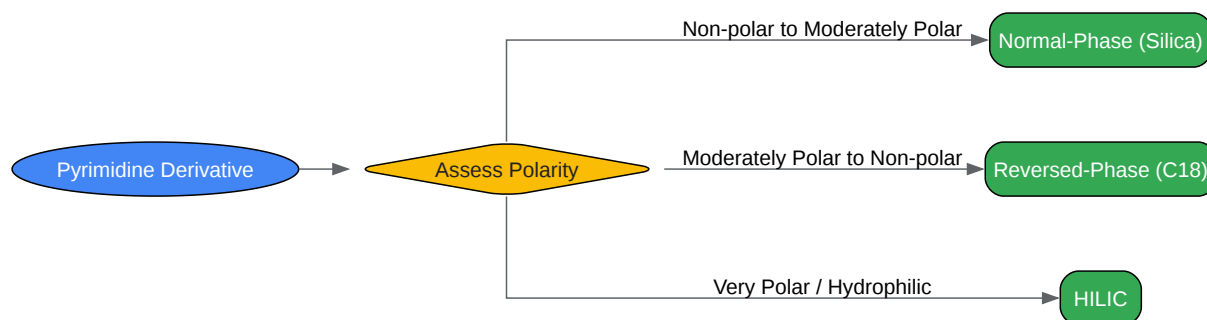 Non-polar to Moderately Polar
Normal-Phase (Silica)
Pyrimidine Derivative
Assess Polarity
Moderately Polar to Non-polar
Reversed-Phase (C18)
Very Polar / Hydrophilic
HILIC